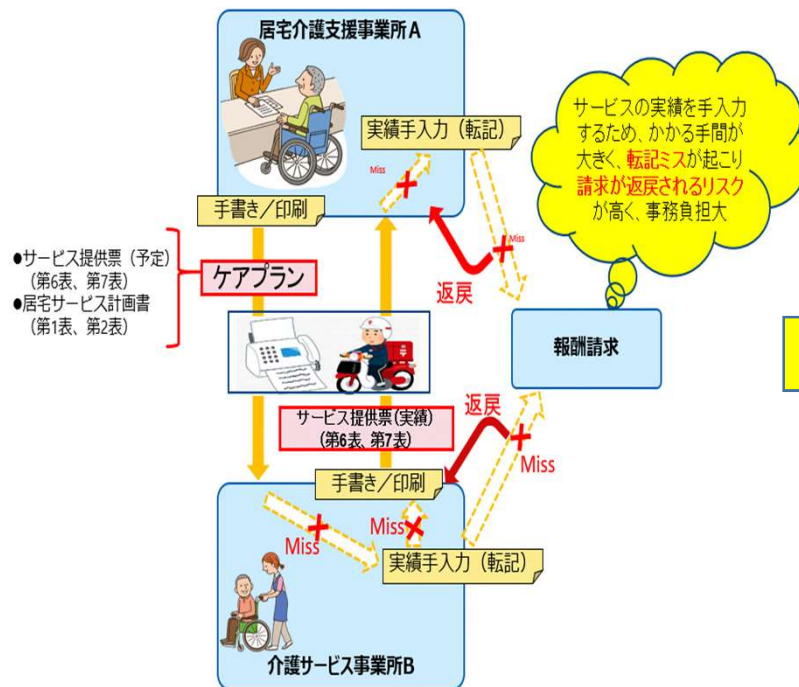 居宅介護支援事業所A
実績手入力（転記）
Miss
手書き／印刷
Miss
返戻
サービスの実績を手入力
するため、かかる手間が
大きく、転記ミスが起こり
請求が返戻されるリスク
が高く、事務負担大
●サービス提供票（予定）
（第6表、第7表）
●居宅サービス計画書
（第1表、第2表）
ケアプラン
報酬請求
サービス提供票(実績)
(第6表、第7表)
返戻
Miss
手書き／印刷
Miss
Miss
実績手入力（転記）
介護サービス事業所B